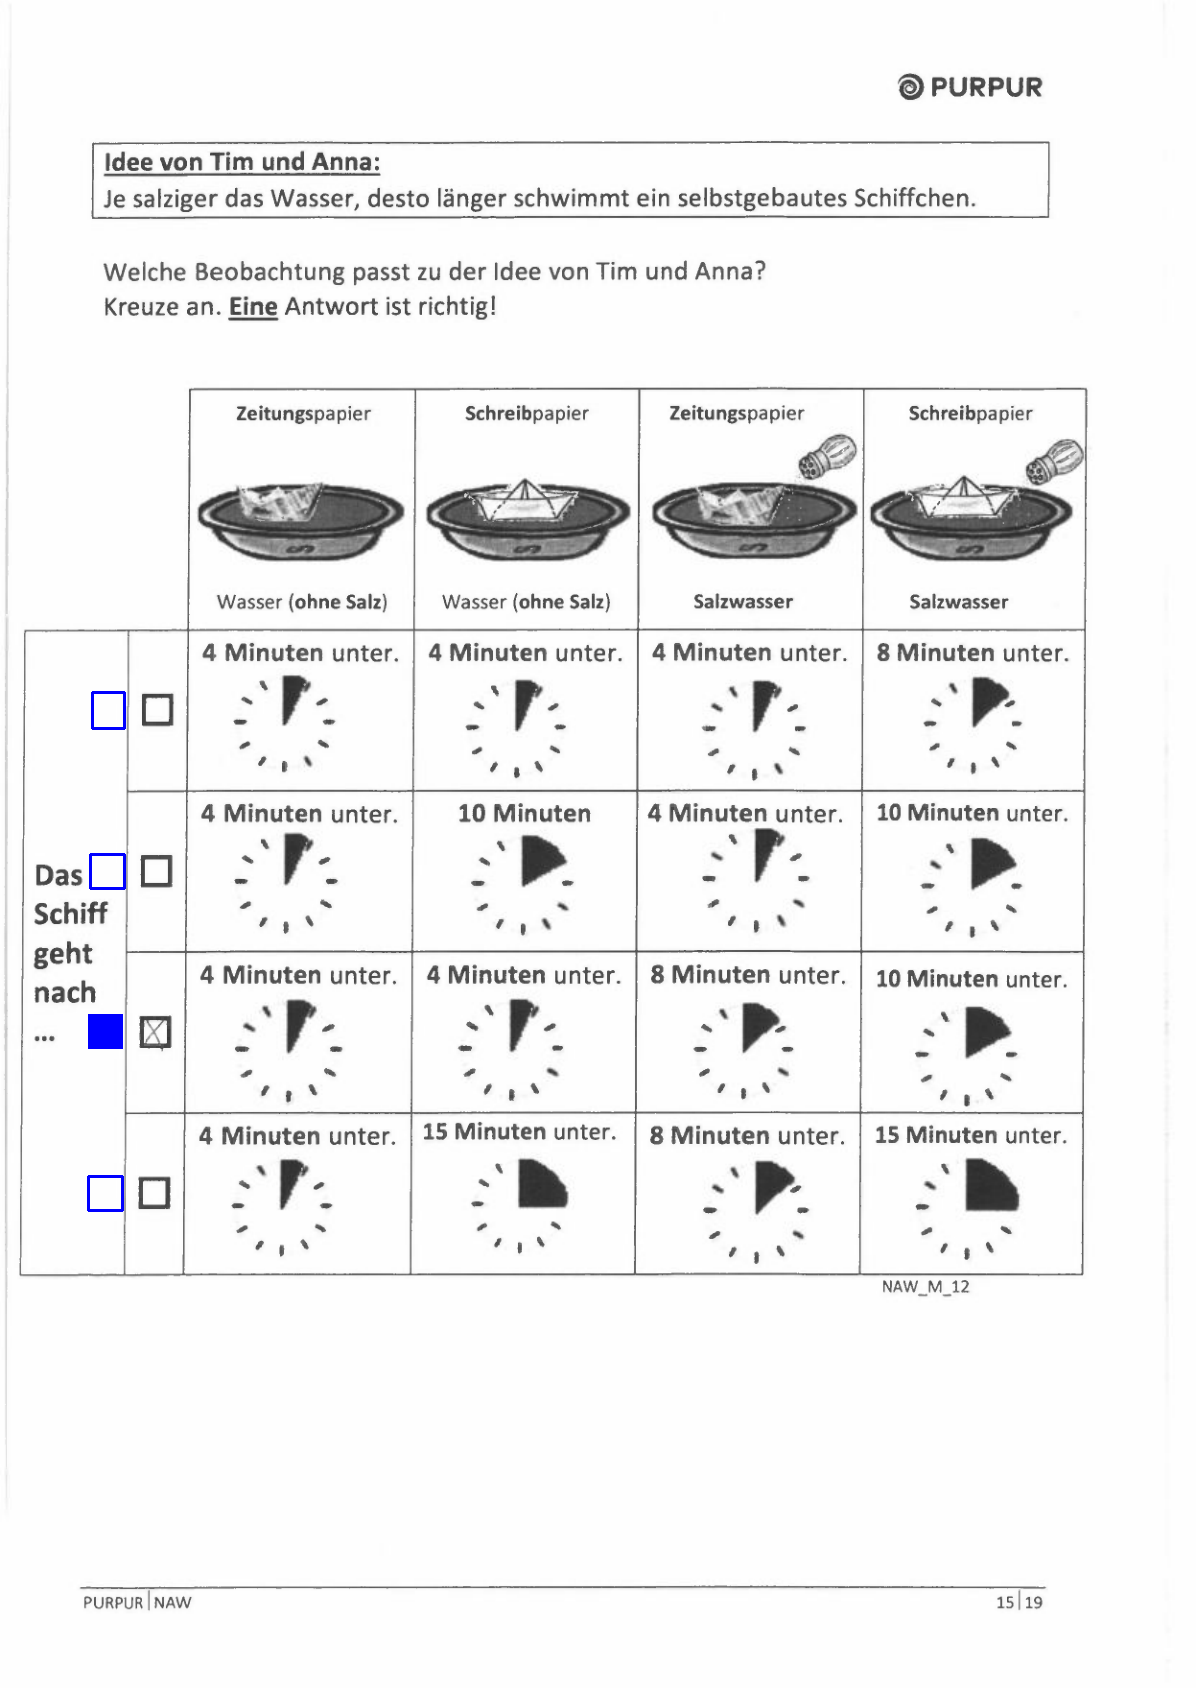 PURPUR
Idee von Tim und Anna:
Je salziger das Wasser, desto länger schwimmt ein selbstgebautes Schiffchen.
Welche Beobachtung passt zu der Idee von Tim und Anna?
Kreuze an. Eine Antwort ist richtig!
Zeitungspapier Schreibpapier Zeitungspapier Schreibpapier
Wasser (ohne Salz) Wasser (ohne Salz) Salzwasser Salzwasser
4 Minuten unter. 4 Minuten unter. 4 Minuten unter. 8 Minuten unter.
4 Minuten unter. 10 Minuten 4 Minuten unter. 10 Minuten unter.
Das
Schiff
geht
nach
...
4 Minuten unter. 4 Minuten unter. 8 Minuten unter. 10 Minuten unter.
4 Minuten unter. 15 Minuten unter. 8 Minuten unter. 15 Minuten unter.
NAW_M_12
PURPUR|NAW 15|19